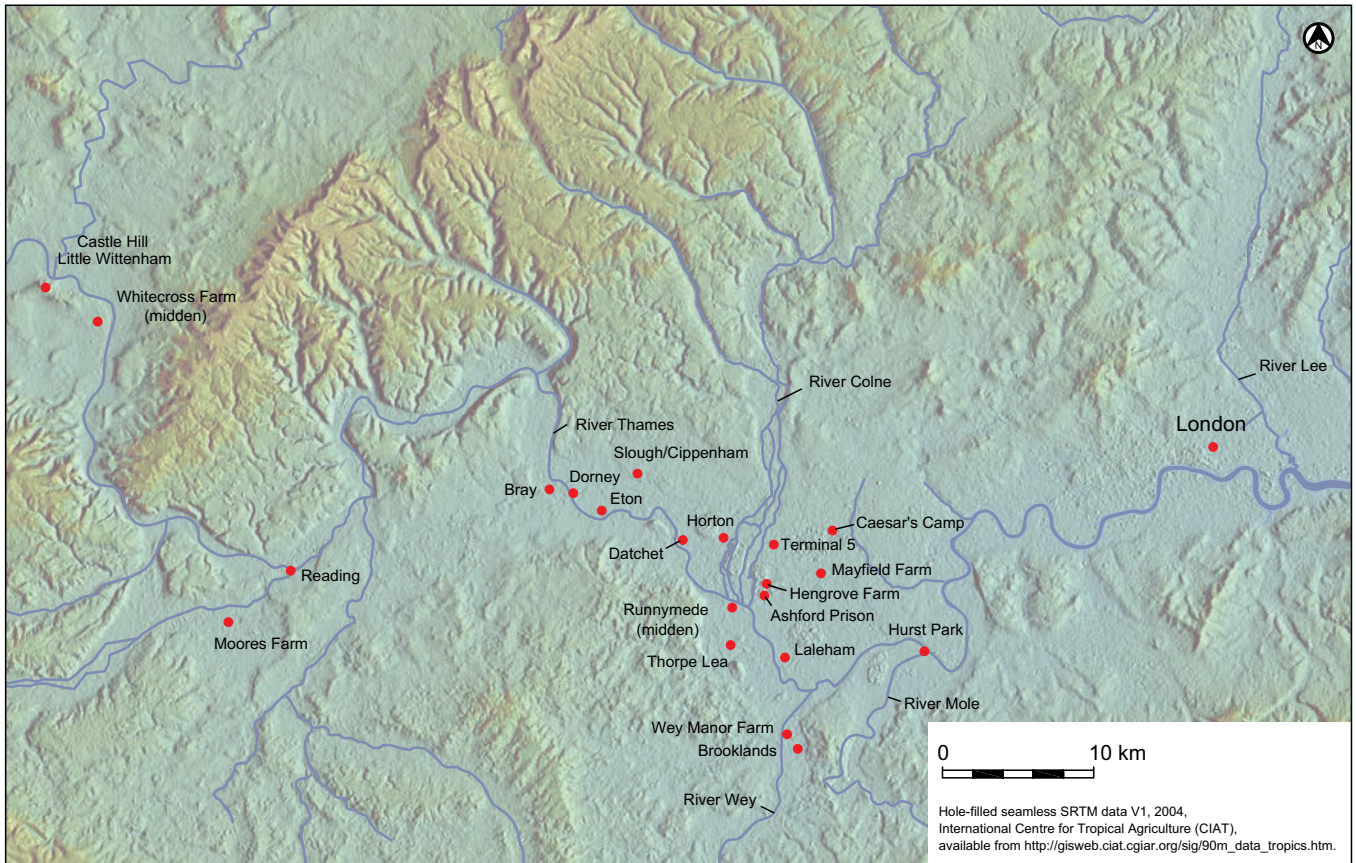 N
Castle Hill
Little Wittenham
Whitecross Farm
(midden)
River Colne
River Lee
London
River Thames
Slough/Cippenham
Bray
Dorney
Eton
Horton
Caesar's Camp
Datchet
Terminal 5
Reading
Mayfield Farm
Hengrove Farm
Runnymede
(midden)
Ashford Prison
Moores Farm
Hurst Park
Thorpe Lea
Laleham
River Mole
Wey Manor Farm
Brooklands
River Wey
0 10 km
Hole-filled seamless SRTM data V1, 2004,
International Centre for Tropical Agriculture (CIAT),
available from http://gisweb.ciat.cgiar.org/sig/90m_data_tropics.htm.